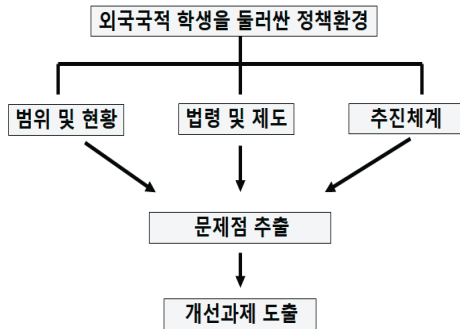 외국국적 학생을 둘러싼 정책환경
범위 및 현황
법령 및 제도
추진체계
문제점 추출
개선과제 도출